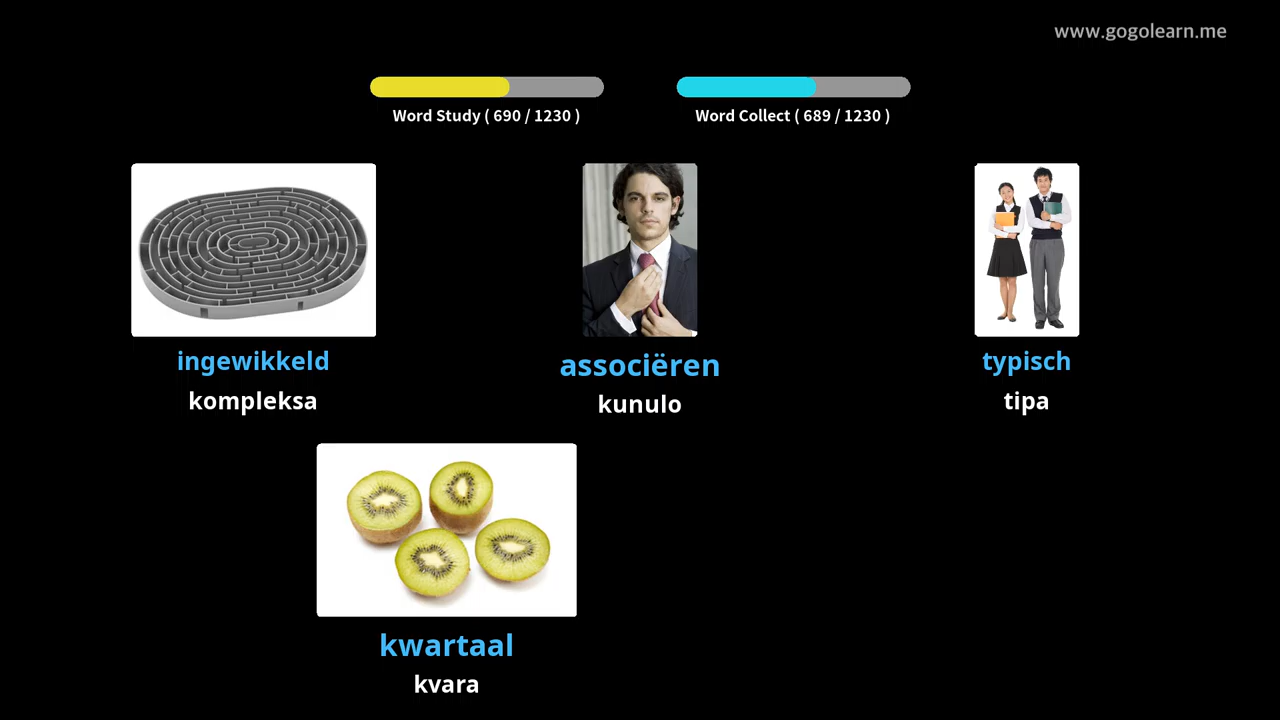 www.gogolearn.me
Word Study ( 690 / 1230 )
Word Collect ( 689 / 1230 )
ingewikkeld
kompleksa
associëren
kunulo
typisch
tipa
kwartaal
kvara